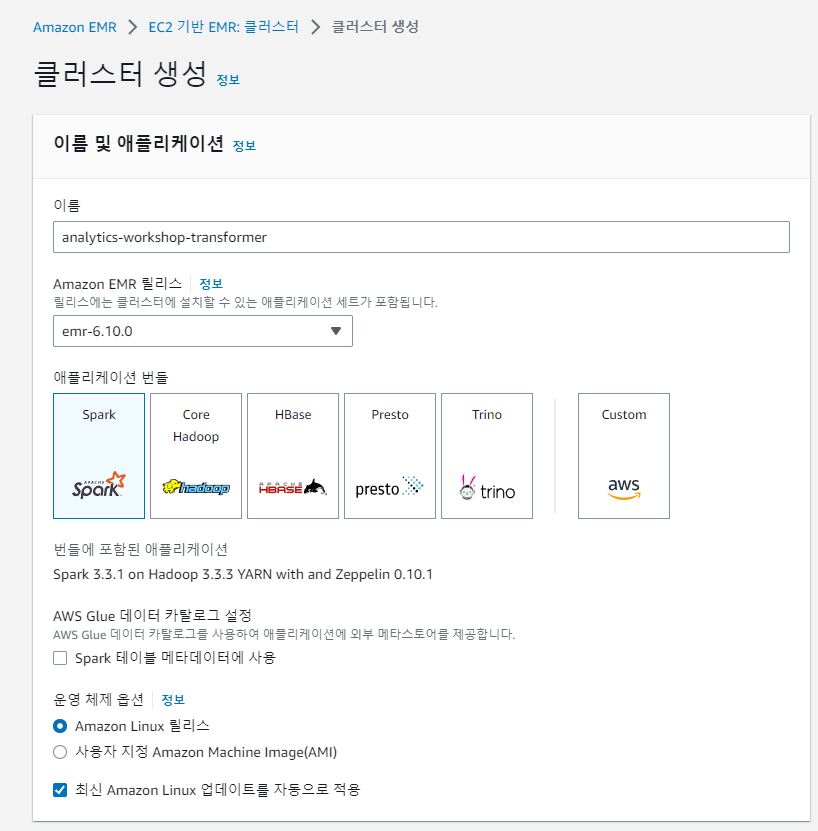 Amazon EMR > EC2 기반 EMR: 클러스터 > 클러스터 생성
클러스터 생성 정보
이름 및 애플리케이션 정보
이름
analytics-workshop-transformer
Amazon EMR 릴리스 정보
릴리스에는 클러스터에 설치할 수 있는 애플리케이션 세트가 포함됩니다.
emr-6.10.0
애플리케이션 번들
Spark
APACHE
Spark
Core
Hadoop
hadoop
HBase
APACHE
HBASE
Presto
presto
Trino
trino
Custom
aws
번들에 포함된 애플리케이션
Spark 3.3.1 on Hadoop 3.3.3 YARN with and Zeppelin 0.10.1
AWS Glue 데이터 카탈로그 설정
AWS Glue 데이터 카탈로그를 사용하여 애플리케이션에 외부 메타스토어를 제공합니다.
Spark 테이블 메타데이터에 사용
운영 체제 옵션 정보
Amazon Linux 릴리스
사용자 지정 Amazon Machine Image(AMI)
최신 Amazon Linux 업데이트를 자동으로 적용